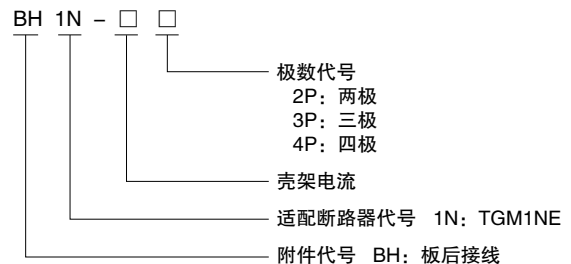 BH 1N – □ □
极数代号
2P：两极
3P：三极
4P：四极
壳架电流
适配断路器代号 1N：TGM1NE
附件代号 BH：板后接线